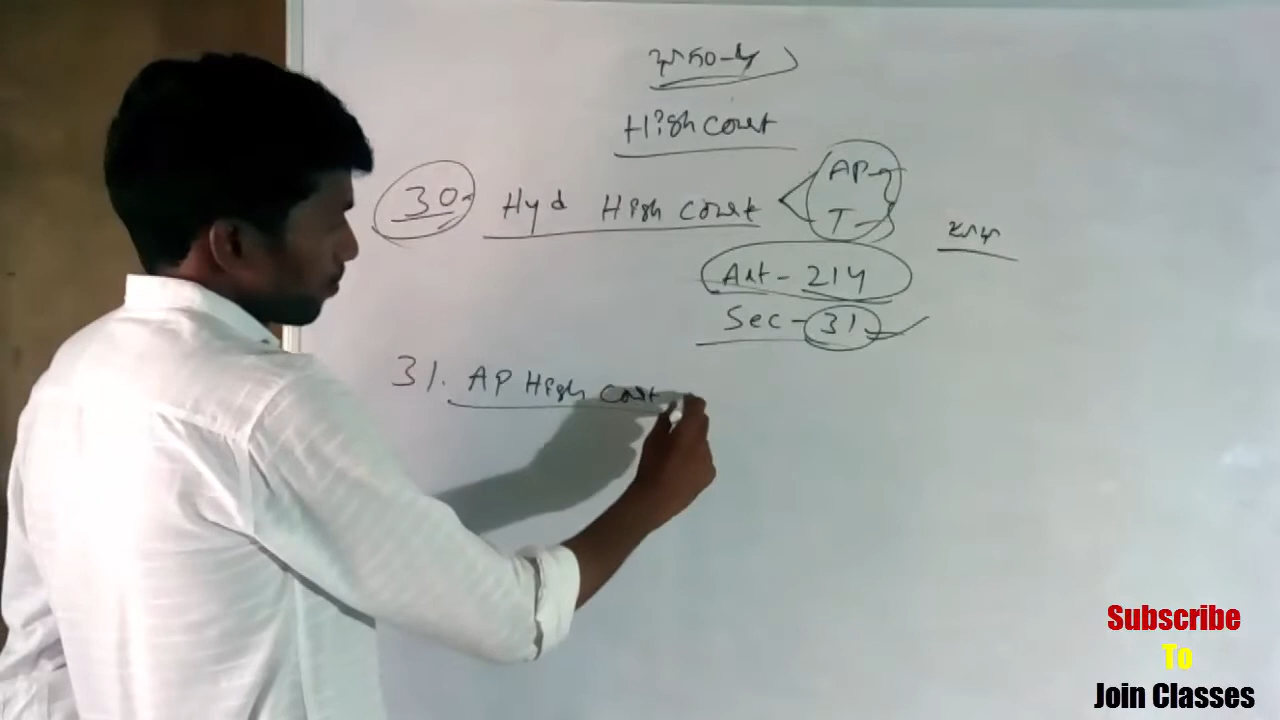 High Court
30. Hyd High Court < AP
T
Art - 214
Sec - 31
31. AP High Court
Subscribe
To
Join Classes